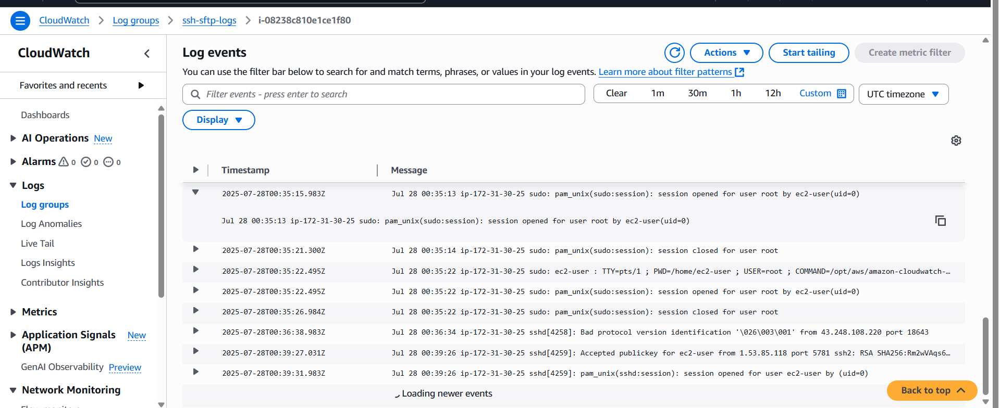 CloudWatch > Log groups > ssh-sftp-logs > i-08238c810e1ce1f80
CloudWatch
Favorites and recents
Dashboards
AI Operations New
Alarms 0 0 0
Logs
Log groups
Log Anomalies
Live Tail
Logs Insights
Contributor Insights
Metrics
Application Signals New
(APM)
GenAI Observability Preview
Network Monitoring
Log events
Actions
Start tailing
Create metric filter
You can use the filter bar below to search for and match terms, phrases, or values in your log events. Learn more about filter patterns
Filter events - press enter to search
Clear 1m 30m 1h 12h Custom
UTC timezone
Display
Timestamp Message
2025-07-28T00:35:15.983Z Jul 28 00:35:13 ip-172-31-30-25 sudo: pam_unix(sudo:session): session opened for user root by ec2-user(uid=0)
Jul 28 00:35:13 ip-172-31-30-25 sudo: pam_unix(sudo:session): session opened for user root by ec2-user(uid=0)
2025-07-28T00:35:21.300Z Jul 28 00:35:14 ip-172-31-30-25 sudo: pam_unix(sudo:session): session closed for user root
2025-07-28T00:35:22.495Z Jul 28 00:35:22 ip-172-31-30-25 sudo: ec2-user : TTY=pts/1 ; PWD=/home/ec2-user ; USER=root ; COMMAND=/opt/aws/amazon-cloudwatch-…
2025-07-28T00:35:22.495Z Jul 28 00:35:22 ip-172-31-30-25 sudo: pam_unix(sudo:session): session opened for user root by ec2-user(uid=0)
2025-07-28T00:35:26.984Z Jul 28 00:35:22 ip-172-31-30-25 sudo: pam_unix(sudo:session): session closed for user root
2025-07-28T00:36:38.983Z Jul 28 00:36:34 ip-172-31-30-25 sshd[4258]: Bad protocol version identification '\026\003\001' from 43.248.108.220 port 18643
2025-07-28T00:39:27.031Z Jul 28 00:39:26 ip-172-31-30-25 sshd[4259]: Accepted publickey for ec2-user from 1.53.85.118 port 5781 ssh2: RSA SHA256:Rm2wVAqs6…
2025-07-28T00:39:31.983Z Jul 28 00:39:26 ip-172-31-30-25 sshd[4259]: pam_unix(sshd:session): session opened for user ec2-user by (uid=0)
Loading newer events
Back to top